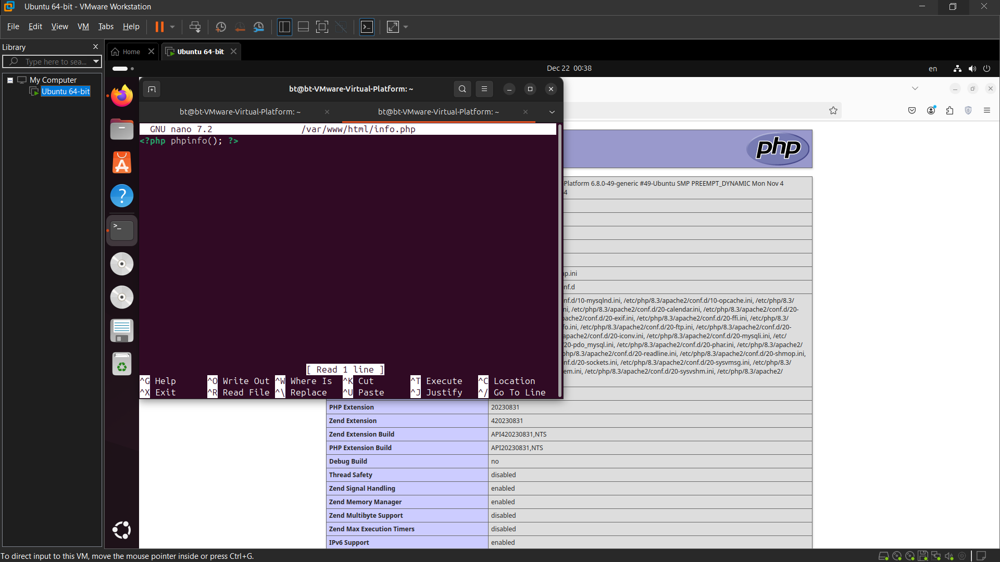 Ubuntu 64-bit - VMware Workstation
File Edit View VM Tabs Help
Library
Type here to sea...
My Computer
Ubuntu 64-bit
Home
Ubuntu 64-bit
Dec 22 00:38
en
bt@bt-VMware-Virtual-Platform: ~
bt@bt-VMware-Virtual-Platform: ~
bt@bt-VMware-Virtual-Platform: ~
GNU nano 7.2 /var/www/html/info.php
<?php phpinfo(); ?>
[ Read 1 line ]
^G Help ^O Write Out ^W Where Is ^K Cut ^T Execute ^C Location
^X Exit ^R Read File ^\ Replace ^U Paste ^J Justify ^/ Go To Line
php
-Platform 6.8.0-49-generic #49-Ubuntu SMP PREEMPT_DYNAMIC Mon Nov 4
4
p.ini
nf.d
nf.d/10-mysqlnd.ini, /etc/php/8.3/apache2/conf.d/10-opcache.ini, /etc/php/8.3/
ni, /etc/php/8.3/apache2/conf.d/20-calendar.ini, /etc/php/8.3/apache2/conf.d/20-
pache2/conf.d/20-exif.ini, /etc/php/8.3/apache2/conf.d/20-ffi.ini, /etc/php/8.3/
fo.ini, /etc/php/8.3/apache2/conf.d/20-ftp.ini, /etc/php/8.3/apache2/conf.d/20-
apache2/conf.d/20-iconv.ini, /etc/php/8.3/apache2/conf.d/20-mysqli.ini, /etc/
20-pdo_mysql.ini, /etc/php/8.3/apache2/conf.d/20-phar.ini, /etc/php/8.3/apache2/
php/8.3/apache2/conf.d/20-readline.ini, /etc/php/8.3/apache2/conf.d/20-shmop.ini,
nf.d/20-sockets.ini, /etc/php/8.3/apache2/conf.d/20-sysvmsg.ini, /etc/php/8.3/
em.ini, /etc/php/8.3/apache2/conf.d/20-sysvshm.ini, /etc/php/8.3/apache2/
PHP Extension 20230831
Zend Extension 420230831
Zend Extension Build API420230831,NTS
PHP Extension Build API20230831,NTS
Debug Build no
Thread Safety disabled
Zend Signal Handling enabled
Zend Memory Manager enabled
Zend Multibyte Support disabled
Zend Max Execution Timers disabled
IPv6 Support enabled
To direct input to this VM, move the mouse pointer inside or press Ctrl+G.